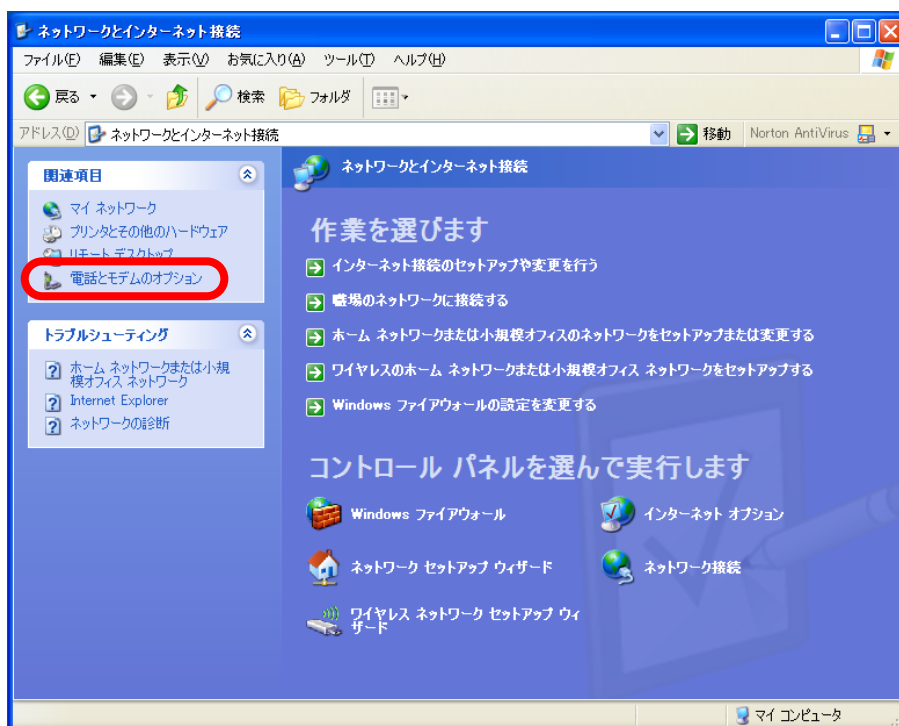 ネットワークとインターネット接続
ファイル(F) 編集(E) 表示(V) お気に入り(A) ツール(T) ヘルプ(H)
戻る 検索 フォルダ
アドレス(D) ネットワークとインターネット接続 移動 Norton AntiVirus
関連項目
マイ ネットワーク
プリンタとその他のハードウェア
リモート デスクトップ
電話とモデムのオプション
トラブルシューティング
ホーム ネットワークまたは小規
模オフィス ネットワーク
Internet Explorer
ネットワークの診断
ネットワークとインターネット接続
作業を選びます
インターネット接続のセットアップや変更を行う
職場のネットワークに接続する
ホーム ネットワークまたは小規模オフィスのネットワークをセットアップまたは変更する
ワイヤレスのホーム ネットワークまたは小規模オフィス ネットワークをセットアップする
Windows ファイアウォールの設定を変更する
コントロール パネルを選んで実行します
Windows ファイアウォール
インターネット オプション
ネットワーク セットアップ ウィザード
ネットワーク接続
ワイヤレス ネットワーク セットアップ ウィ
ザード
マイ コンピュータ